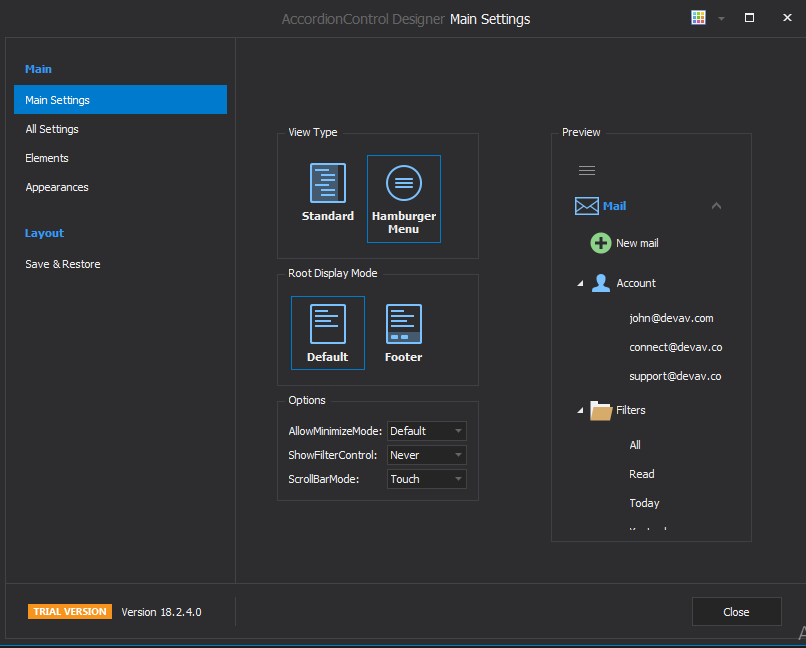 AccordionControl Designer Main Settings
Main
Main Settings
All Settings
Elements
Appearances
Layout
Save & Restore
View Type
Standard
Hamburger
Menu
Root Display Mode
Default
Footer
Options
AllowMinimizeMode: Default
ShowFilterControl: Never
ScrollBarMode: Touch
Preview
Mail
New mail
Account
john@devav.com
connect@devav.co
support@devav.co
Filters
All
Read
Today
TRIAL VERSION Version 18.2.4.0
Close